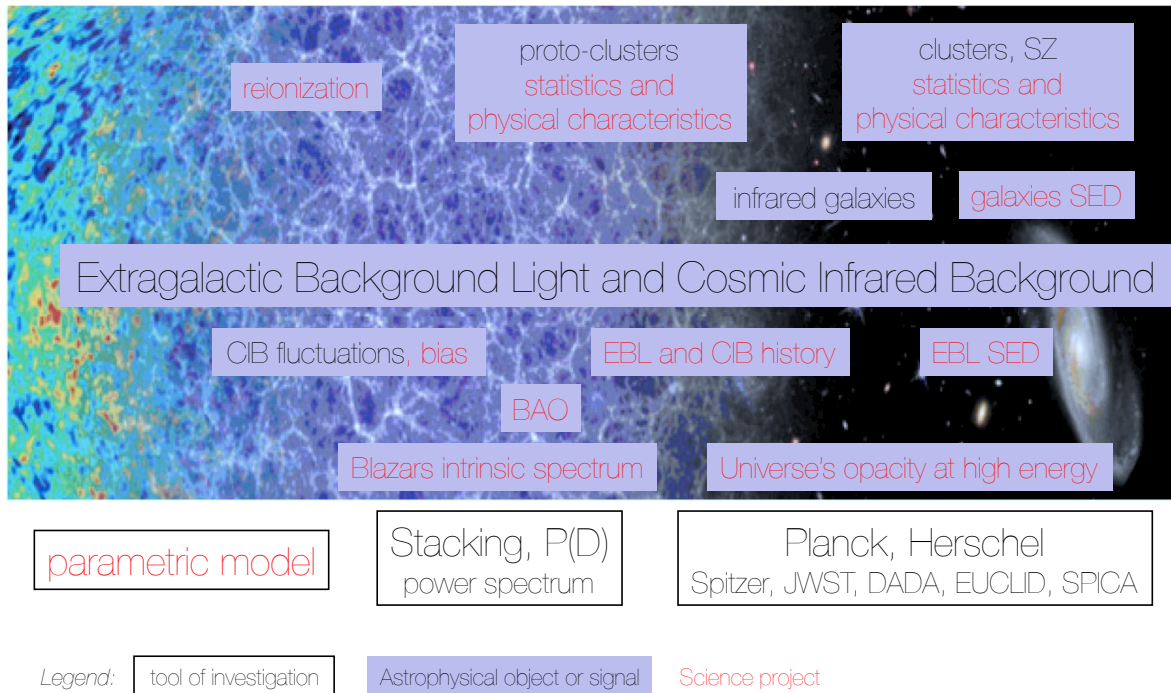 reionization
proto-clusters
statistics and
physical characteristics
clusters, SZ
statistics and
physical characteristics
infrared galaxies
galaxies SED
Extragalactic Background Light and Cosmic Infrared Background
CIB fluctuations, bias
EBL and CIB history
EBL SED
BAO
Blazars intrinsic spectrum
Universe's opacity at high energy
parametric model
Stacking, P(D)
power spectrum
Planck, Herschel
Spitzer, JWST, DADA, EUCLID, SPICA
Legend:
tool of investigation
Astrophysical object or signal
Science project